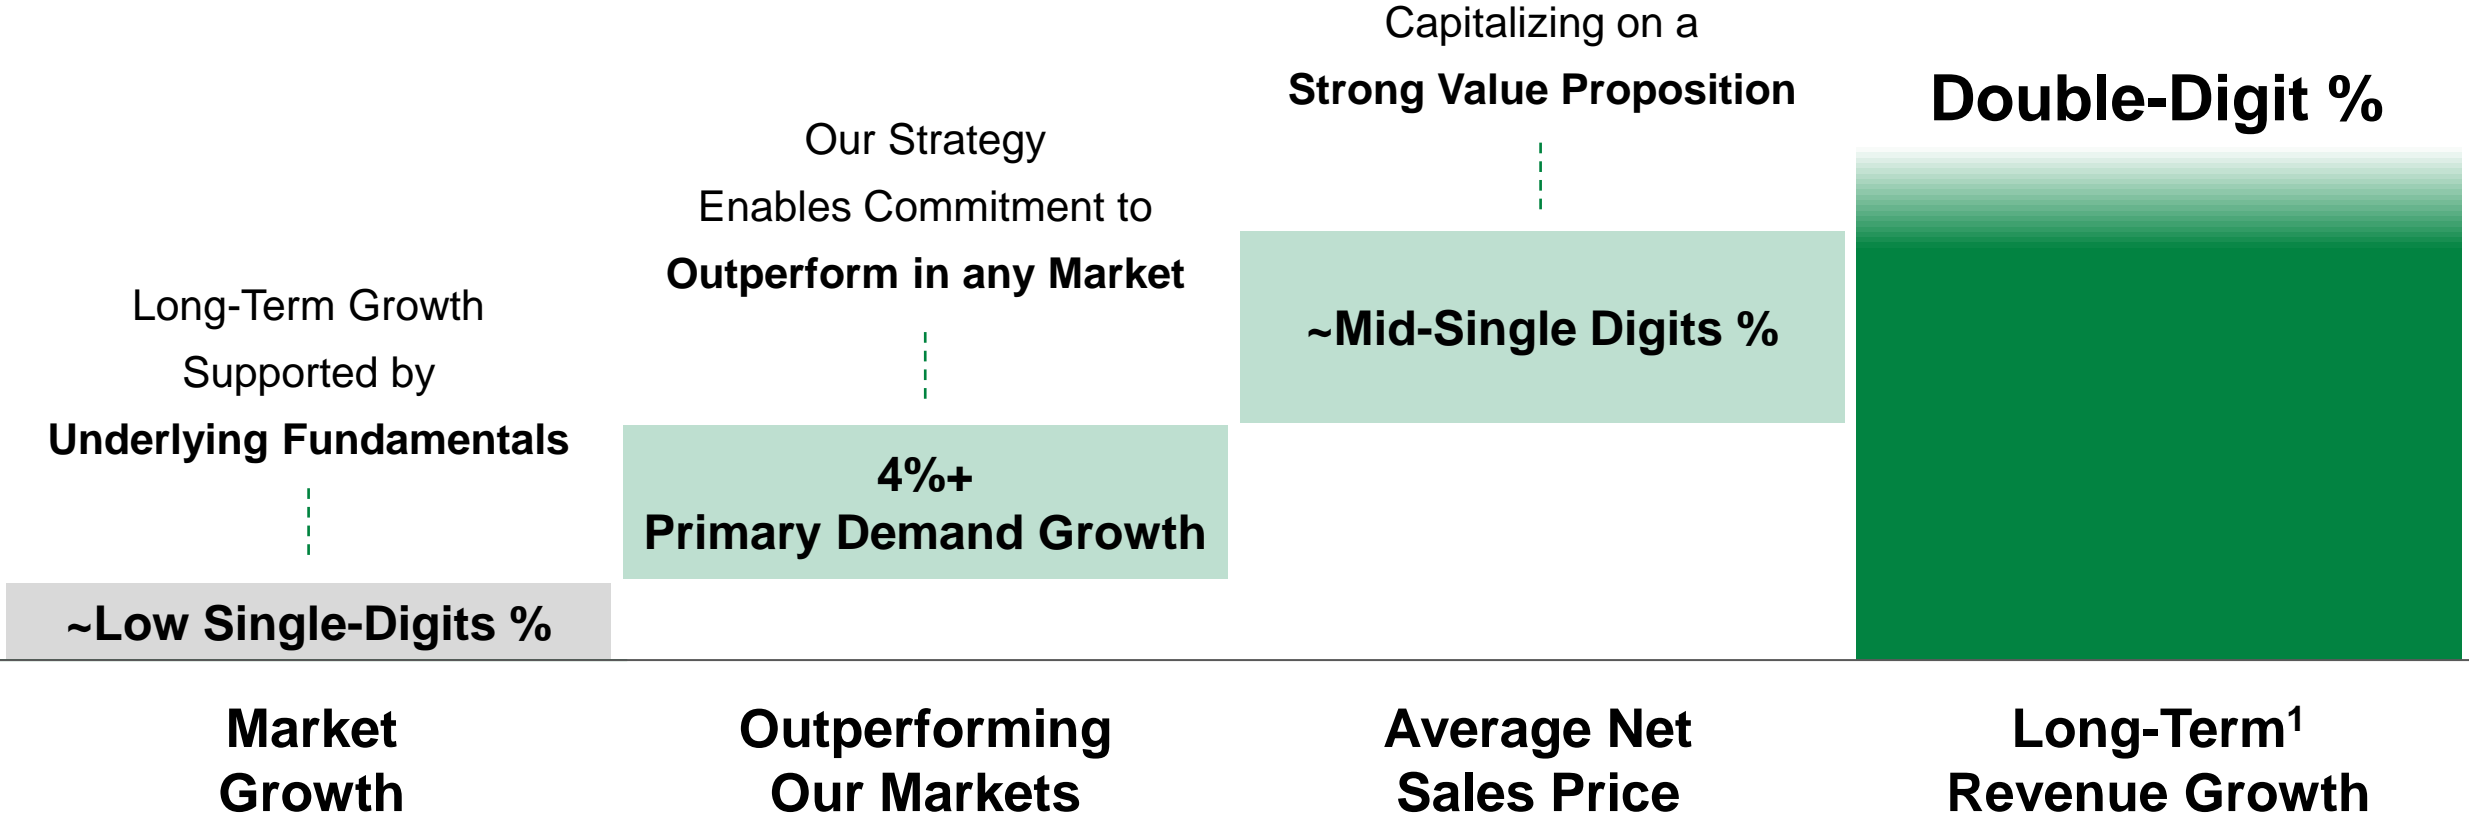 Long-Term Growth
Supported by
Underlying Fundamentals
~Low Single-Digits %
Market
Growth
Our Strategy
Enables Commitment to
Outperform in any Market
4%+
Primary Demand Growth
Outperforming
Our Markets
Capitalizing on a
Strong Value Proposition
~Mid-Single Digits %
Average Net
Sales Price
Double-Digit %
Long-Term¹
Revenue Growth